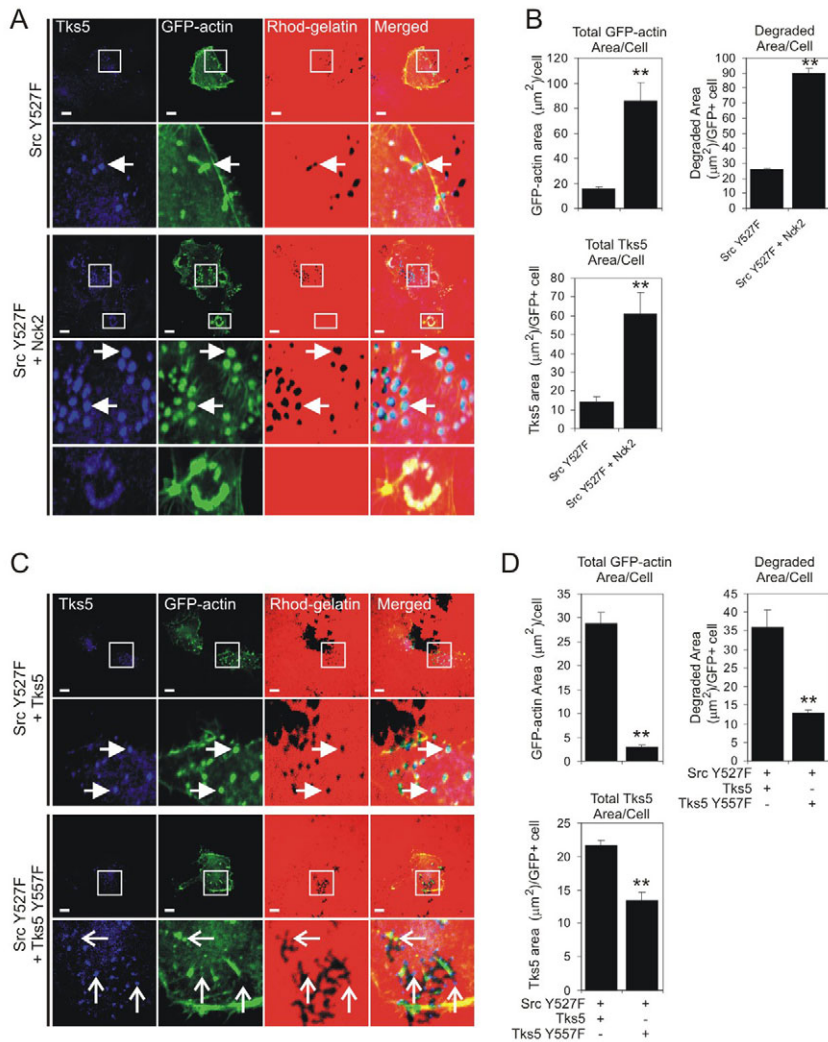 A
Tks5 GFP-actin Rhod-gelatin Merged
Src Y527F
Src Y527F
+ Nck2
B
Total GFP-actin
Area/Cell
GFP-actin area (μm²)/cell
120
100
80
60
40
20
0
**
Degraded
Area/Cell
Degraded Area
(μm²)/GFP+ cell
100
90
80
70
60
50
40
30
20
10
0
**
Src Y527F
Src Y527F + Nck2
Total Tks5
Area/Cell
Tks5 area (μm²)/GFP+ cell
80
70
60
50
40
30
20
10
0
**
Src Y527F
Src Y527F + Nck2
C
Tks5 GFP-actin Rhod-gelatin Merged
Src Y527F
+ Tks5
Src Y527F
+ Tks5 Y557F
D
Total GFP-actin
Area/Cell
GFP-actin Area (μm²)/cell
35
30
25
20
15
10
5
0
**
Degraded
Area/Cell
Degraded Area
(μm²)/GFP+ cell
45
40
35
30
25
20
15
10
5
0
**
Src Y527F + +
Tks5 + -
Tks5 Y557F - +
Total Tks5
Area/Cell
Tks5 area (μm²)/GFP+ cell
25
20
15
10
5
0
**
Src Y527F + +
Tks5 + -
Tks5 Y557F - +